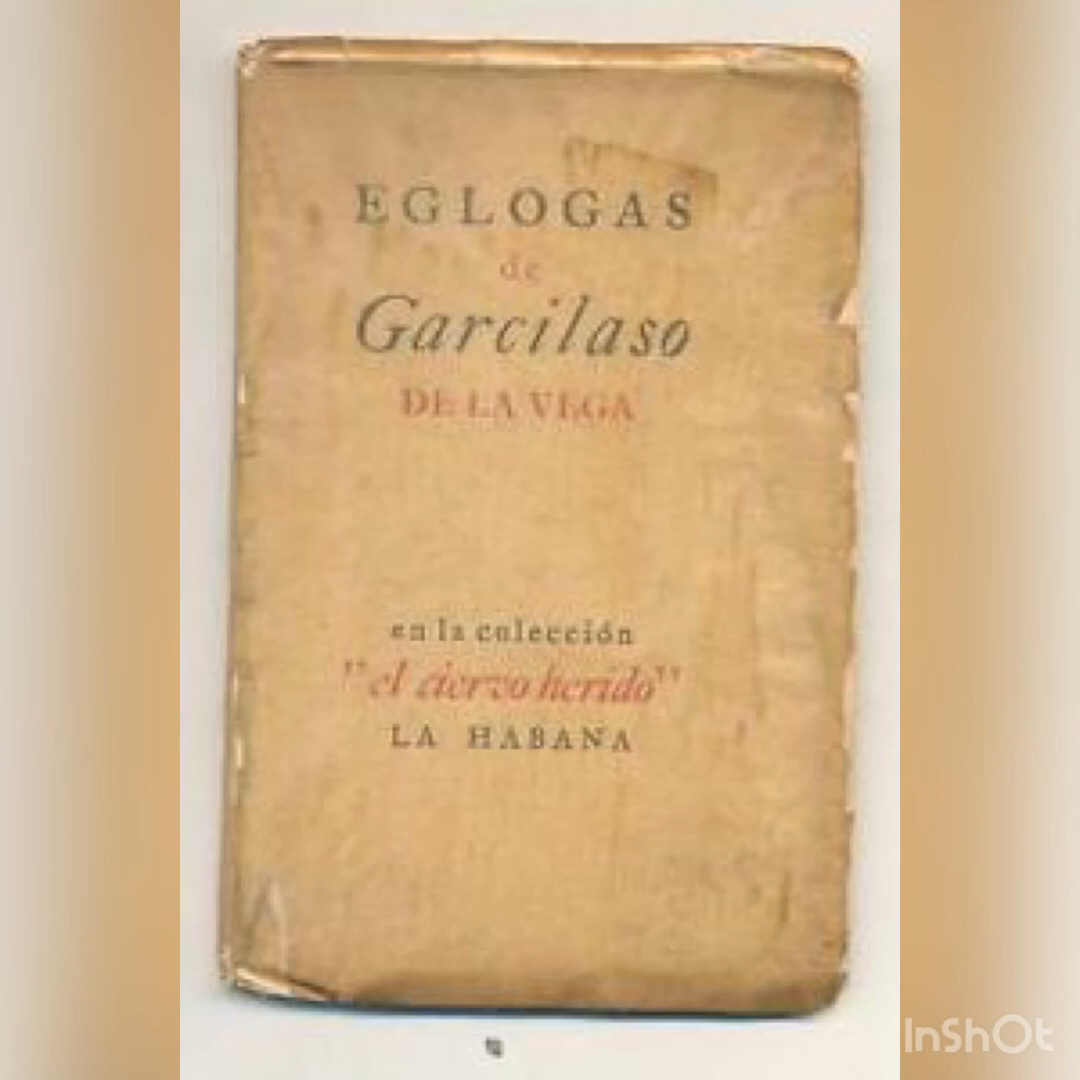 EGLOGAS
de
Garcilaso
DE LA VEGA
en la colección
"el ciervo herido"
LA HABANA
InShOt